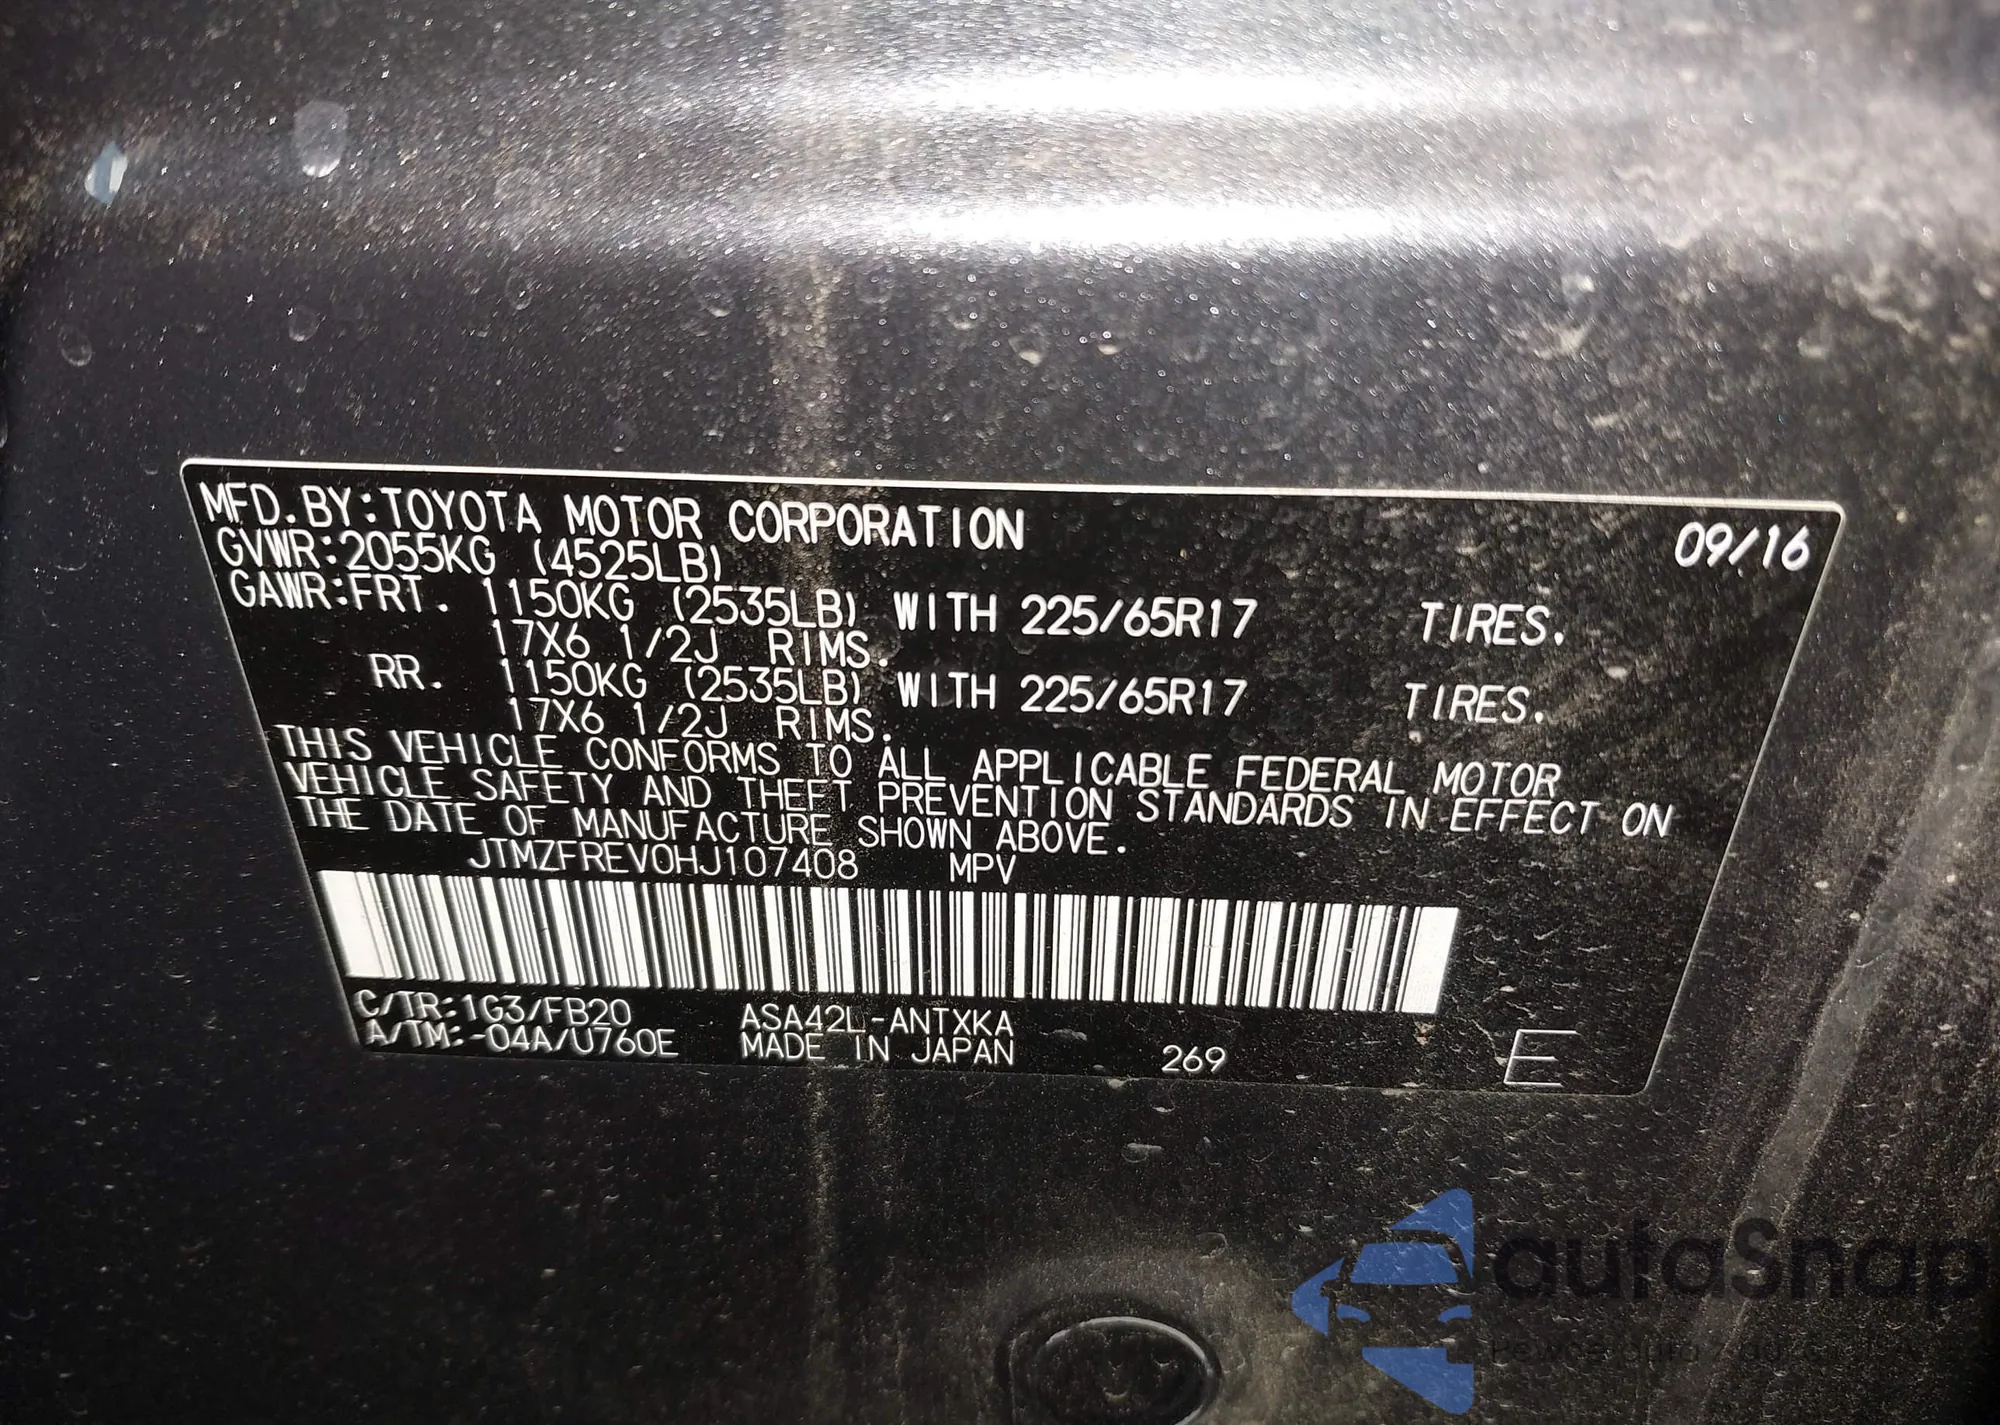 MFD.BY:TOYOTA MOTOR CORPORATION 09/16
GVWR:2055KG (4525LB)
GAWR:FRT. 1150KG (2535LB) WITH 225/65R17 TIRES.
17X6 1/2J RIMS.
RR. 1150KG (2535LB) WITH 225/65R17 TIRES.
17X6 1/2J RIMS.
THIS VEHICLE CONFORMS TO ALL APPLICABLE FEDERAL MOTOR
VEHICLE SAFETY AND THEFT PREVENTION STANDARDS IN EFFECT ON
THE DATE OF MANUFACTURE SHOWN ABOVE.
JTMZFREV0HJ107408 MPV
C/TR:1G3/FB20 ASA42L-ANTXKA
A/TM:-04A/U760E MADE IN JAPAN 269 E
autaSnap